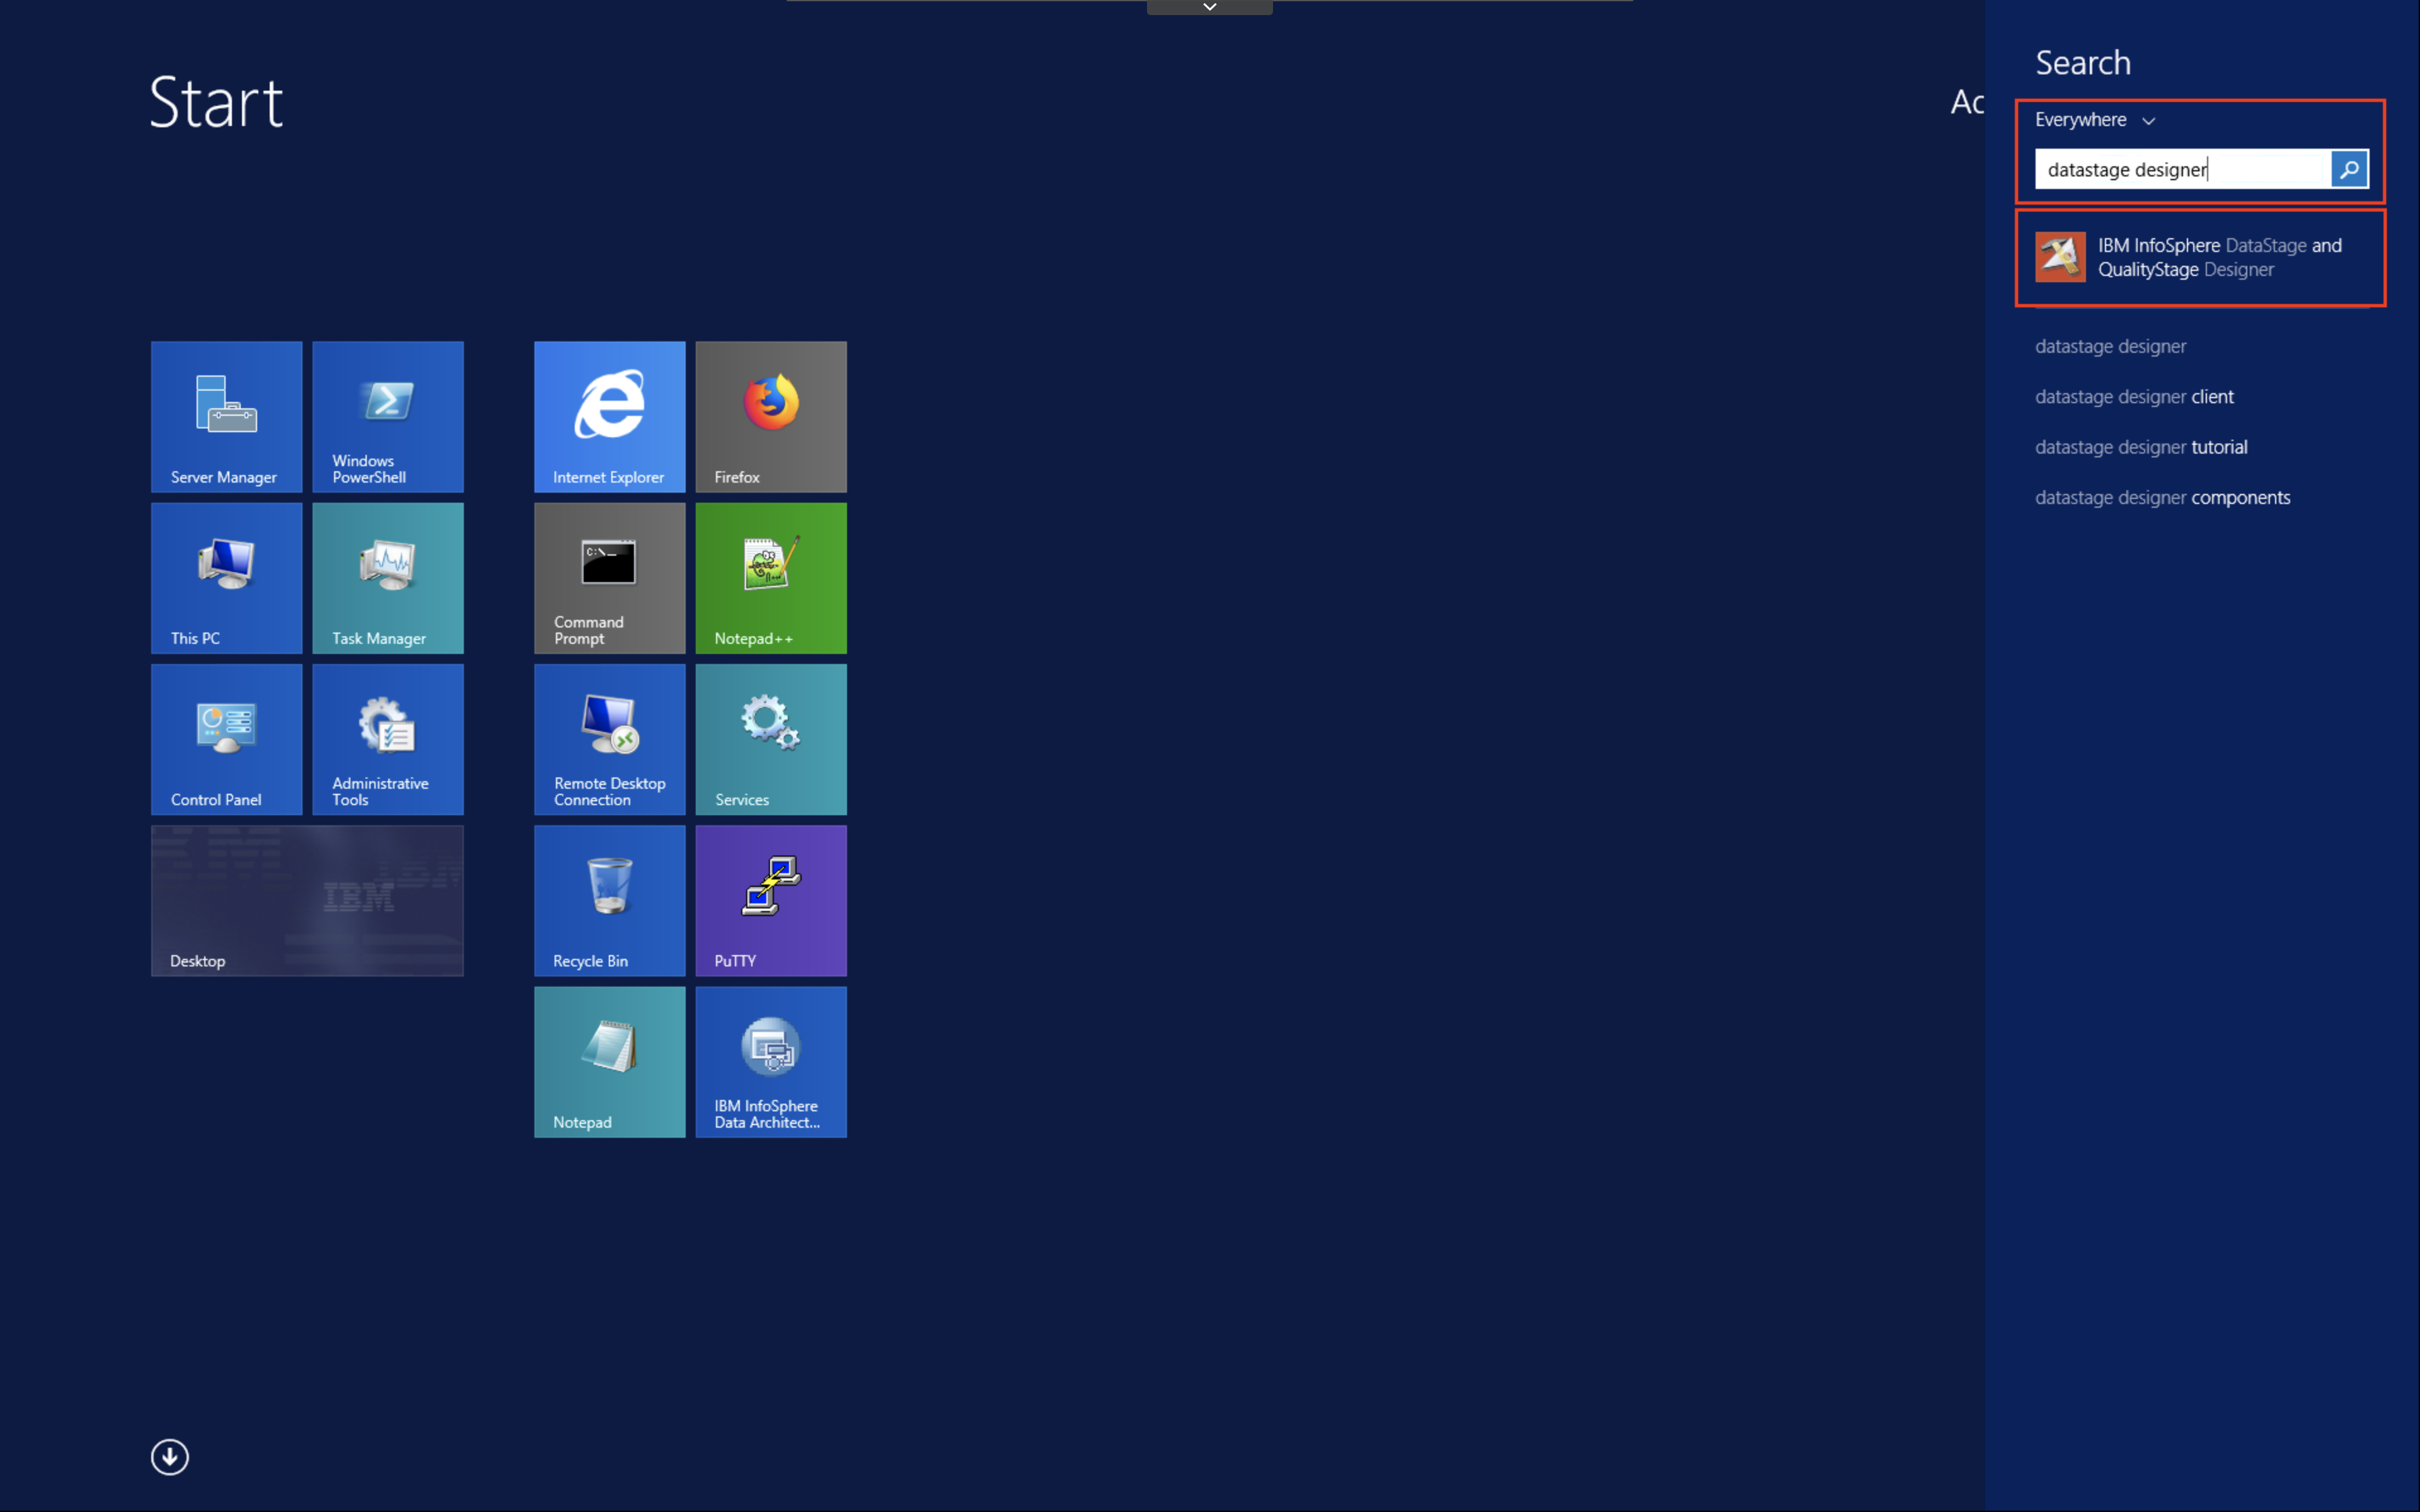 Start
Ac
Server Manager
Windows
PowerShell
Internet Explorer
Firefox
This PC
Task Manager
C:\_
Command
Prompt
Notepad++
Control Panel
Administrative
Tools
Remote Desktop
Connection
Services
IBM
Desktop
Recycle Bin
PuTTY
Notepad
IBM InfoSphere
Data Architect...
Search
Everywhere
datastage designer
IBM InfoSphere DataStage and
QualityStage Designer
datastage designer
datastage designer client
datastage designer tutorial
datastage designer components